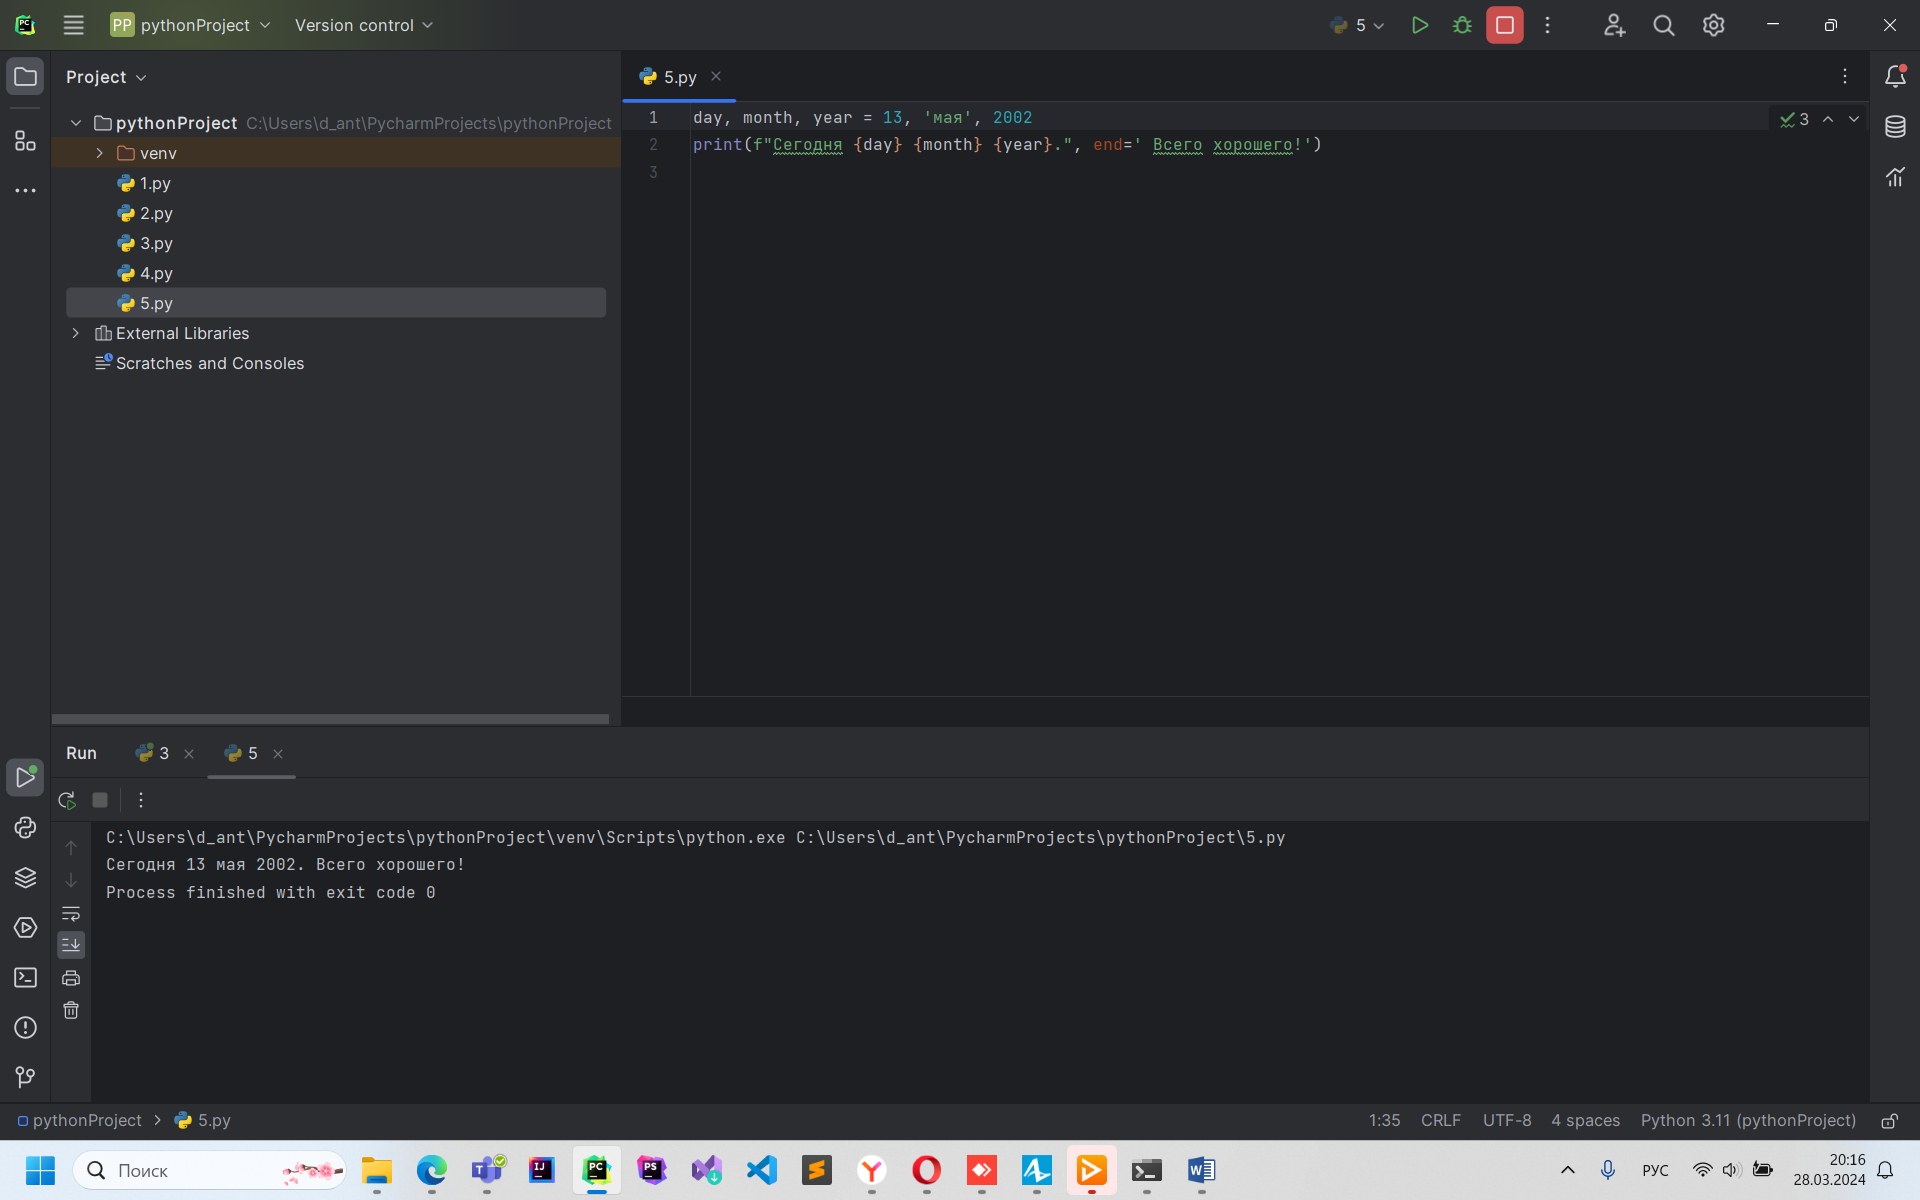 PP pythonProject Version control 5
Project
5.py
pythonProject C:\Users\d_ant\PycharmProjects\pythonProject
venv
1.py
2.py
3.py
4.py
5.py
External Libraries
Scratches and Consoles
1 day, month, year = 13, 'мая', 2002
2 print(f"Сегодня {day} {month} {year}.", end=' Всего хорошего!')
3
3
Run 3 5
C:\Users\d_ant\PycharmProjects\pythonProject\venv\Scripts\python.exe C:\Users\d_ant\PycharmProjects\pythonProject\5.py
Сегодня 13 мая 2002. Всего хорошего!
Process finished with exit code 0
pythonProject 5.py 1:35 CRLF UTF-8 4 spaces Python 3.11 (pythonProject)
Поиск
РУС
20:16
28.03.2024